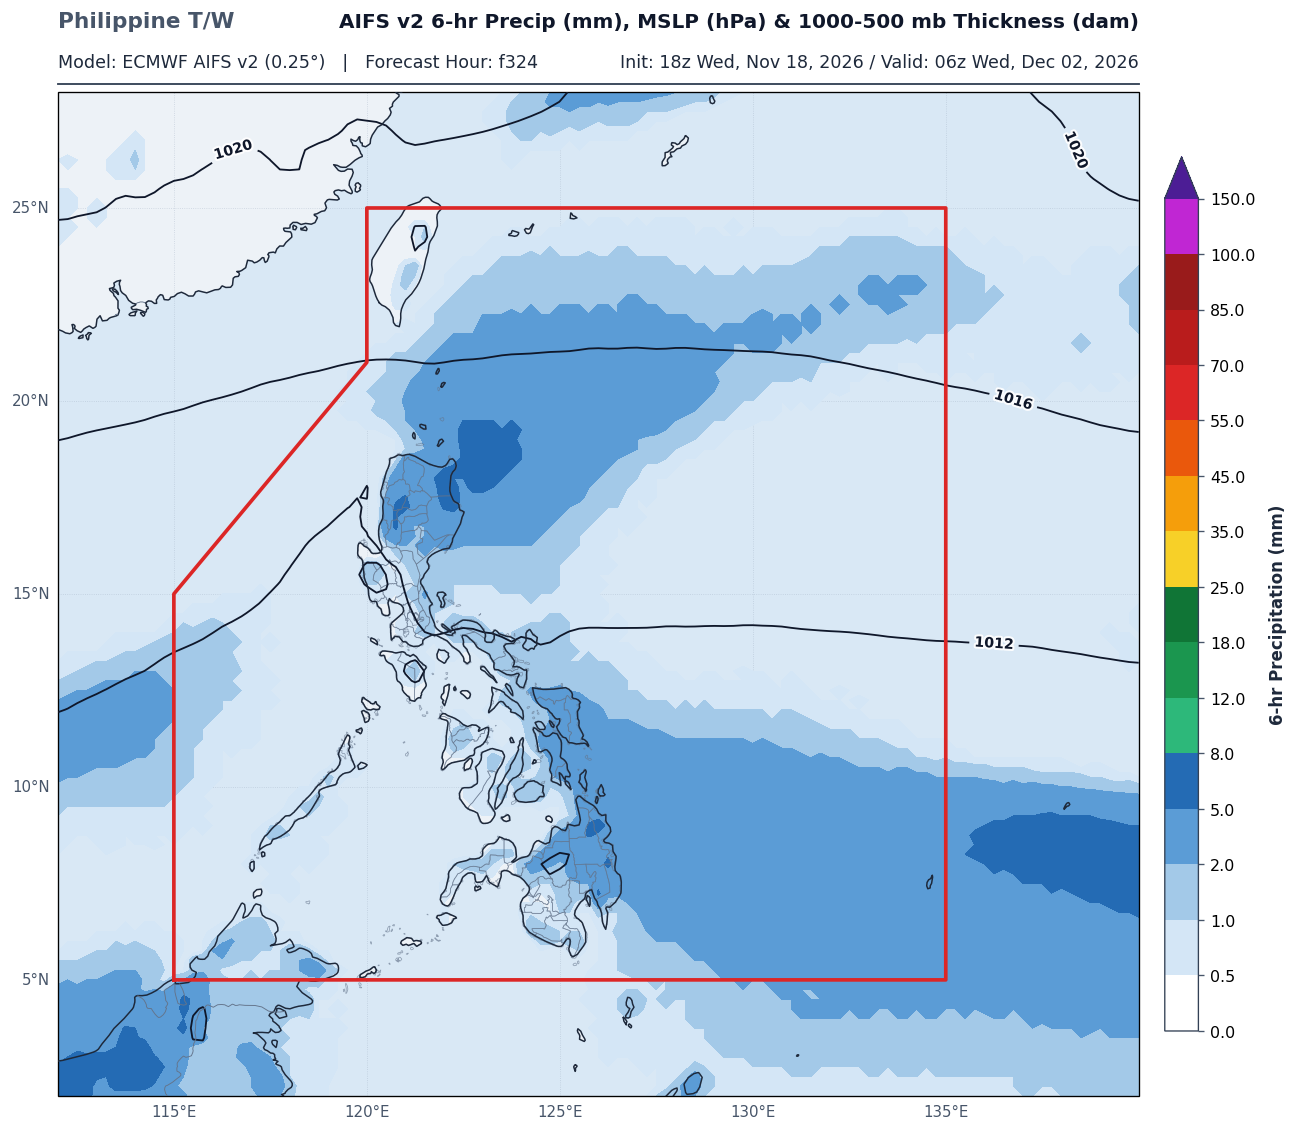 Philippine T/W
AIFS v2 6-hr Precip (mm), MSLP (hPa) & 1000-500 mb Thickness (dam)
Model: ECMWF AIFS v2 (0.25°) | Forecast Hour: f324
Init: 18z Wed, Nov 18, 2026 / Valid: 06z Wed, Dec 02, 2026
1020
1020
1016
1012
25°N
20°N
15°N
10°N
5°N
115°E
120°E
125°E
130°E
135°E
150.0
100.0
85.0
70.0
55.0
45.0
35.0
25.0
18.0
12.0
8.0
5.0
2.0
1.0
0.5
0.0
6-hr Precipitation (mm)